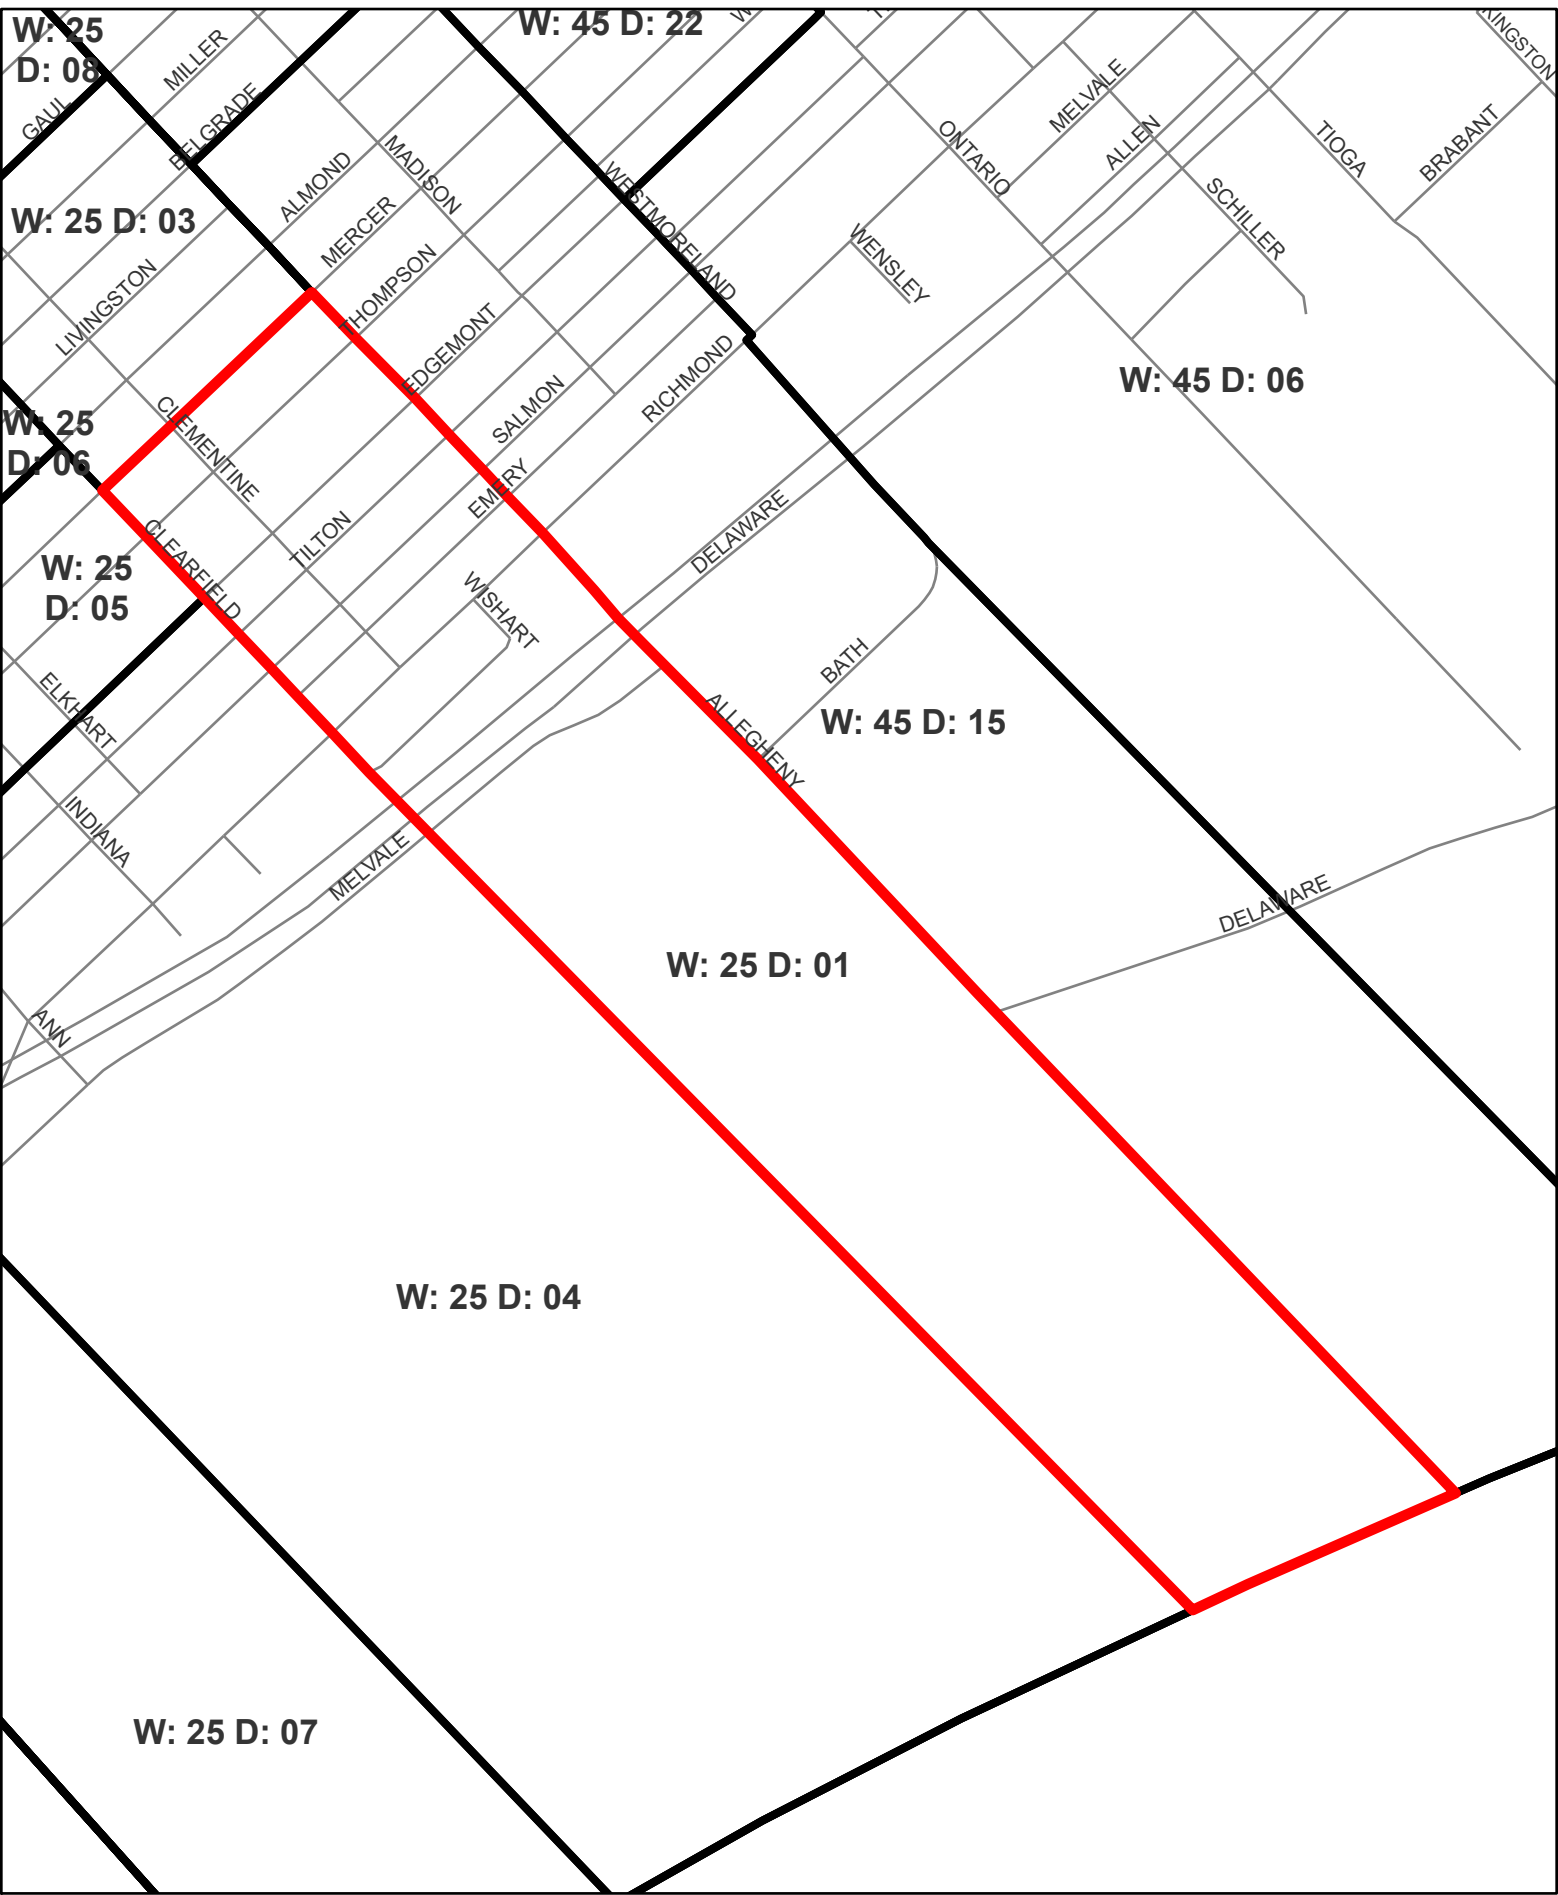 W: 25
D: 08
W: 45 D: 22
KINGSTON
MILLER
GAUL
BELGRADE
MELVALE
ALLEN
ONTARIO
TIOGA
BRABANT
MADISON
ALMOND
WESTMORELAND
SCHILLER
W: 25 D: 03
MERCER
WENSLEY
THOMPSON
LIVINGSTON
EDGEMONT
RICHMOND
W: 45 D: 06
SALMON
CLEMENTINE
W: 25
D: 06
EMERY
TILTON
DELAWARE
CLEARFIELD
W: 25
D: 05
WISHART
BATH
ELKHART
ALLEGHENY
W: 45 D: 15
INDIANA
MELVALE
DELAWARE
W: 25 D: 01
ANN
W: 25 D: 04
W: 25 D: 07